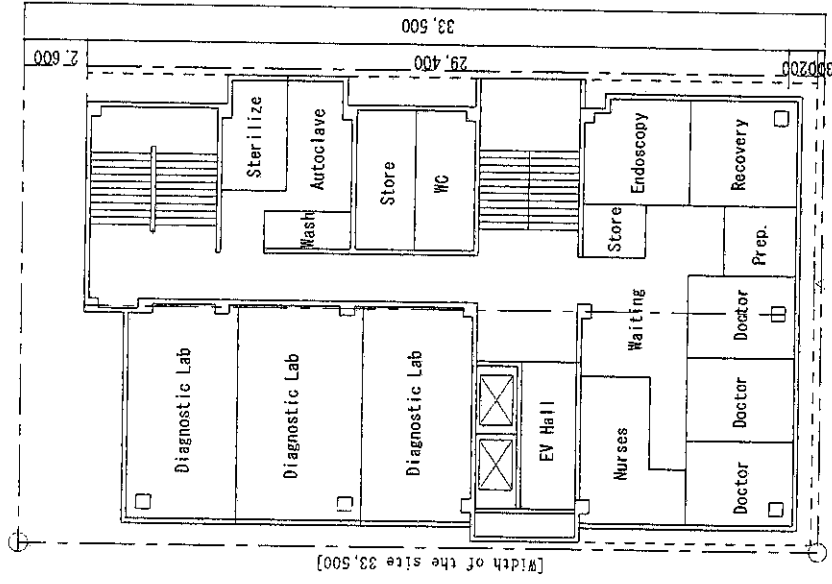 33,500
2,600
29,400
300
200
Sterilize
Autoclave
Wash
Store
WC
Endoscopy
Recovery
Store
Prep.
Waiting
Diagnostic Lab
Diagnostic Lab
Diagnostic Lab
EV Hall
Nurses
Doctor
Doctor
Doctor
[Width of the site 33,500]